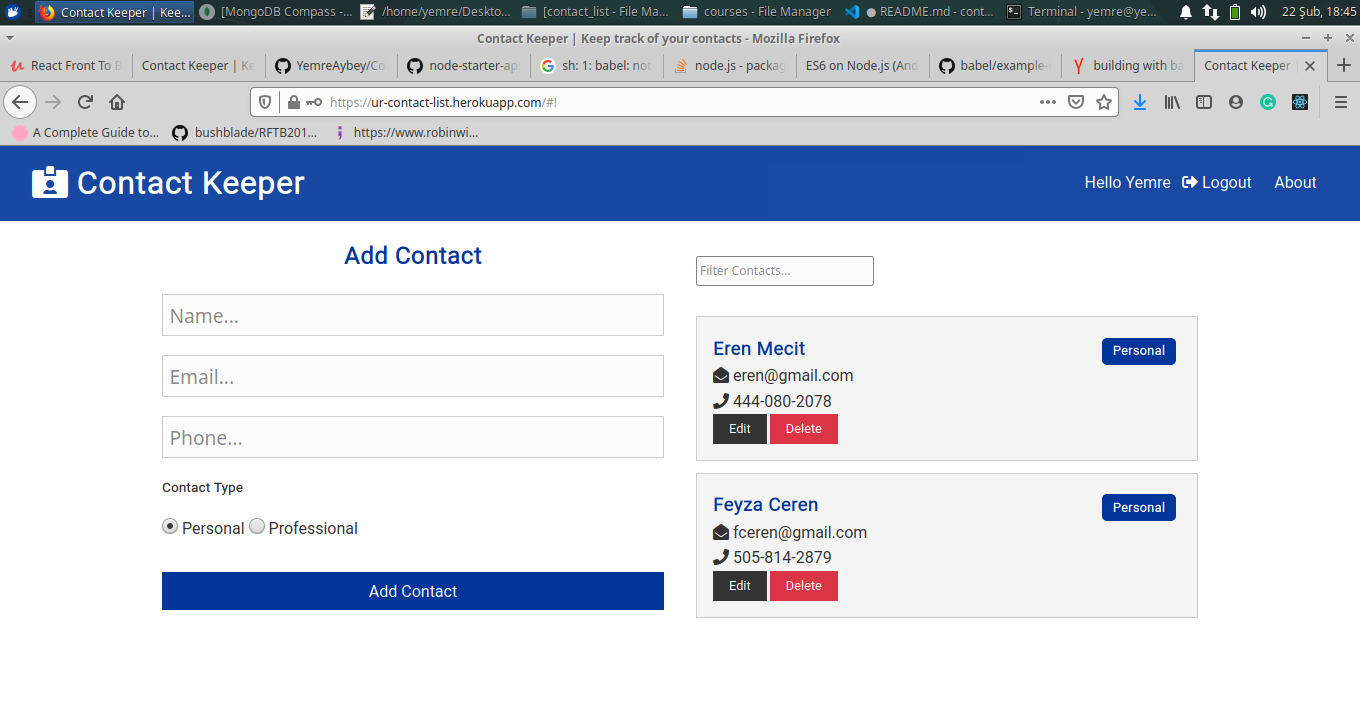 Contact Keeper | Kee... [MongoDB Compass -... /home/yemre/Deskto... [contact_list - File Ma... courses - File Manager ● README.md - cont... Terminal - yemre@ye... 22 Şub, 18:45
Contact Keeper | Keep track of your contacts - Mozilla Firefox
React Front To B Contact Keeper | Ke YemreAybey/Co node-starter-ap sh: 1: babel: not node.js - packag ES6 on Node.js (And babel/example- building with ba Contact Keeper |
https://ur-contact-list.herokuapp.com/#!
A Complete Guide to... bushblade/RFTB201... https://www.robinwi...
Contact Keeper Hello Yemre Logout About
Add Contact
Name...
Email...
Phone...
Contact Type
Personal Professional
Add Contact
Filter Contacts...
Eren Mecit Personal
eren@gmail.com
444-080-2078
Edit Delete
Feyza Ceren Personal
fceren@gmail.com
505-814-2879
Edit Delete